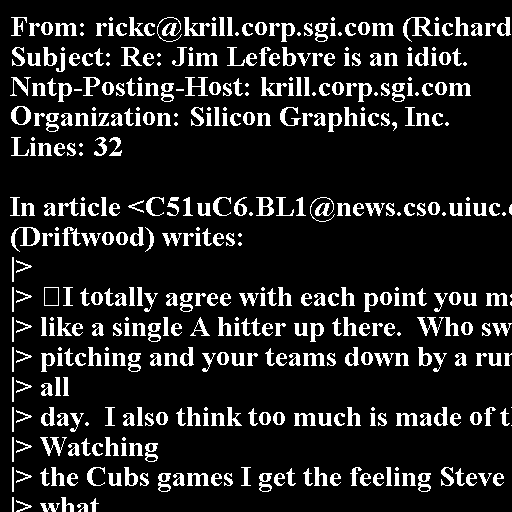 From: rickc@krill.corp.sgi.com (Richard
Subject: Re: Jim Lefebvre is an idiot.
Nntp-Posting-Host: krill.corp.sgi.com
Organization: Silicon Graphics, Inc.
Lines: 32

In article <C51uC6.BL1@news.cso.uiuc.
(Driftwood) writes:
|>
|> I totally agree with each point you
|> like a single A hitter up there.  Who
|> pitching and your teams down by a
|> all
|> day.  I also think too much is made of
|> Watching
|> the Cubs games I get the feeling Steve
|> what